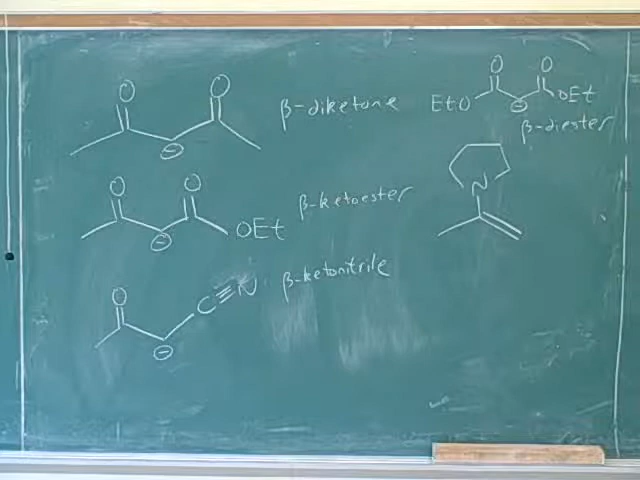 O O β-diketone
⊖
O O
EtO OEt
⊖
β-diester
O O β-ketoester
OEt
⊖
N
O C≡N β-ketonitrile
⊖